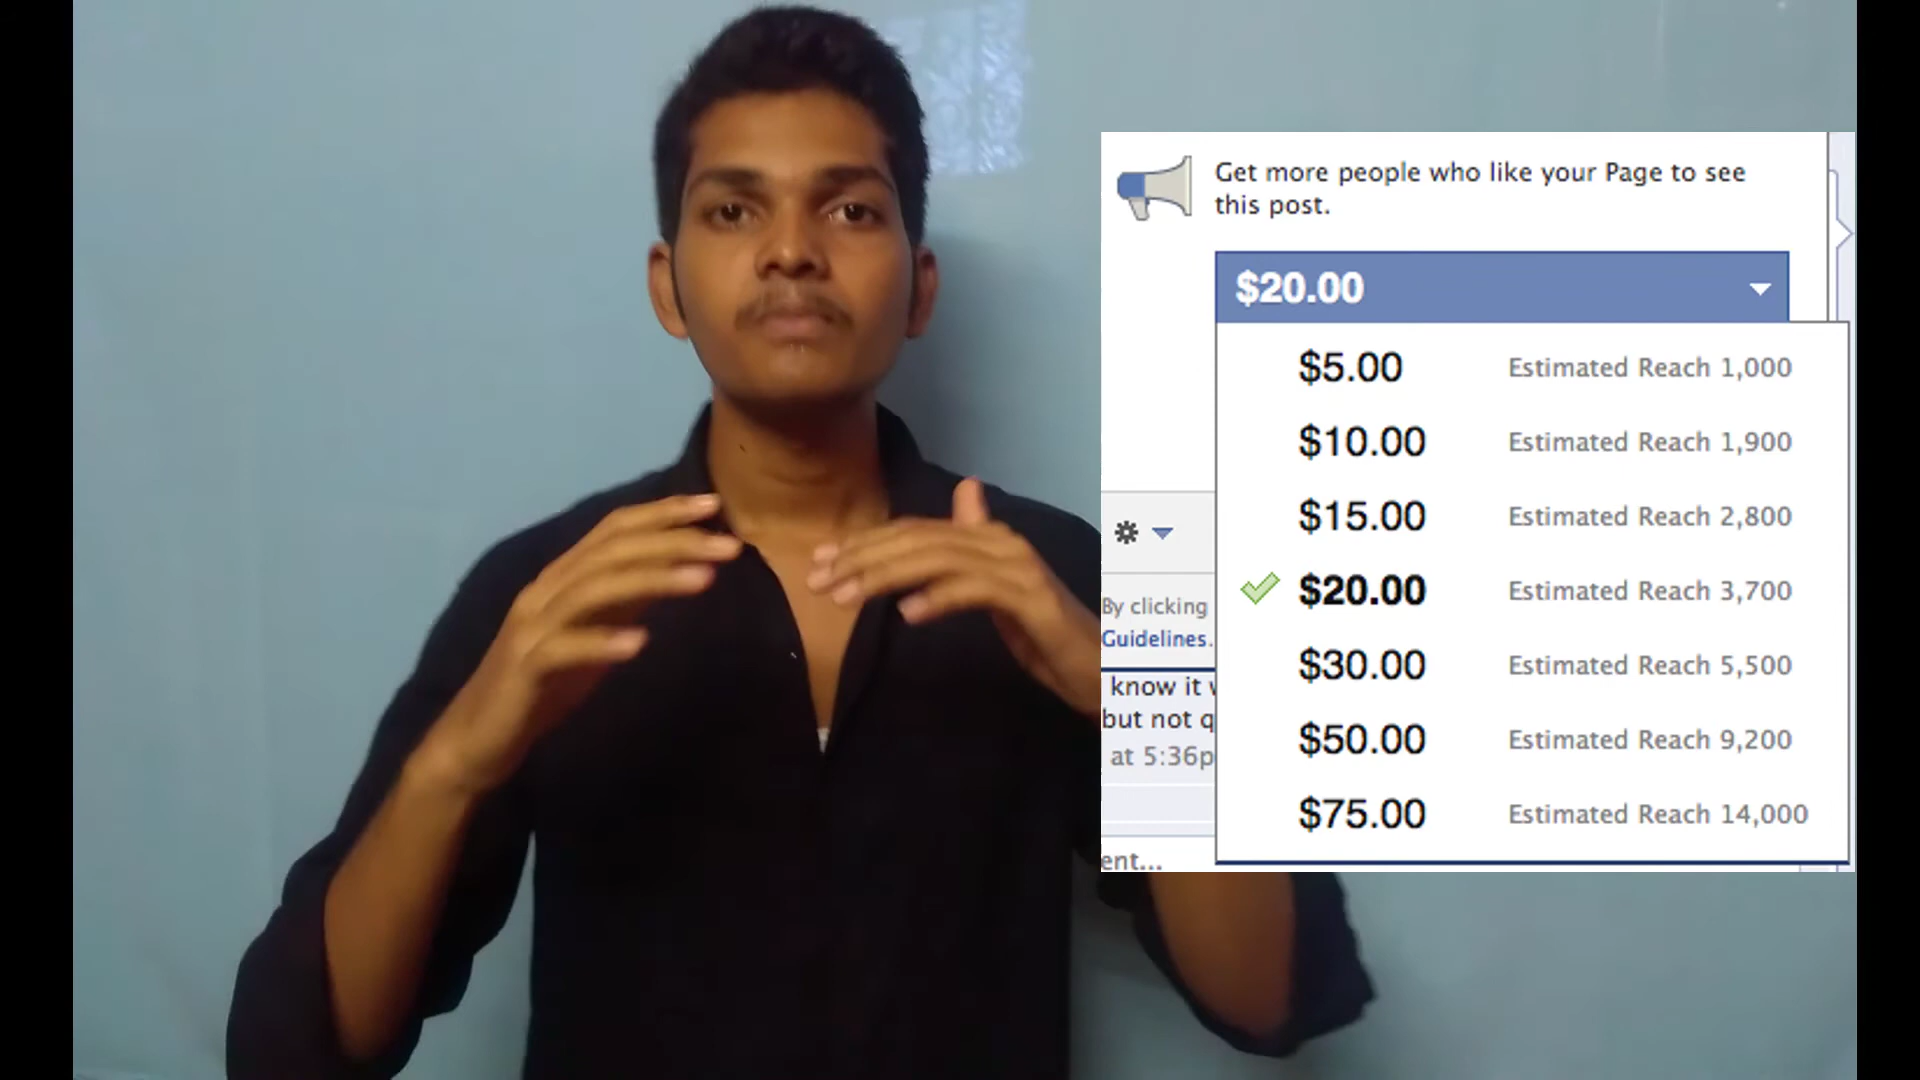 Get more people who like your Page to see
this post.
$20.00
$5.00 Estimated Reach 1,000
$10.00 Estimated Reach 1,900
$15.00 Estimated Reach 2,800
$20.00 Estimated Reach 3,700
$30.00 Estimated Reach 5,500
$50.00 Estimated Reach 9,200
$75.00 Estimated Reach 14,000
By clicking
Guidelines.
know it
but not
at 5:36p
ent...